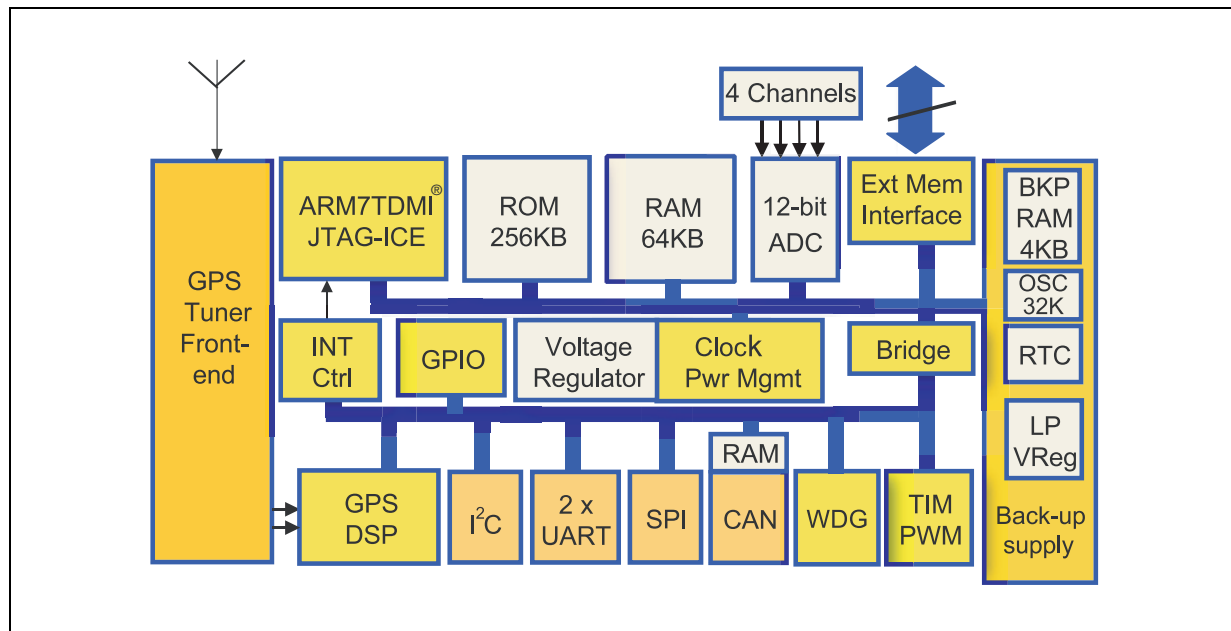 4 Channels
GPS
Tuner
Front-
end
ARM7TDMI®
JTAG-ICE
ROM
256KB
RAM
64KB
12-bit
ADC
Ext Mem
Interface
BKP
RAM
4KB
OSC
32K
RTC
LP
VReg
Back-up
supply
INT
Ctrl
GPIO
Voltage
Regulator
Clock
Pwr Mgmt
Bridge
GPS
DSP
I²C
2 x
UART
SPI
RAM
CAN
WDG
TIM
PWM